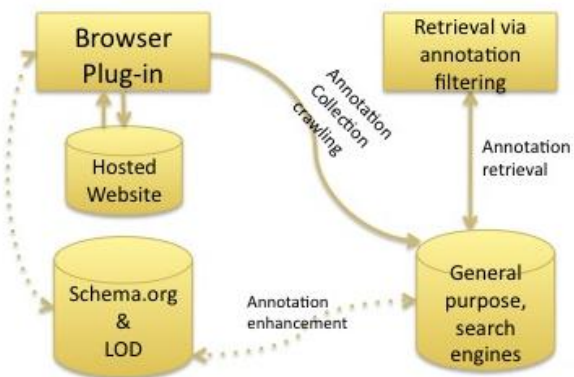 Browser
Plug-in
Retrieval via
annotation
filtering
Annotation
Collection
crawling
Hosted
Website
Annotation
retrieval
Schema.org
&
LOD
Annotation
enhancement
General
purpose,
search
engines